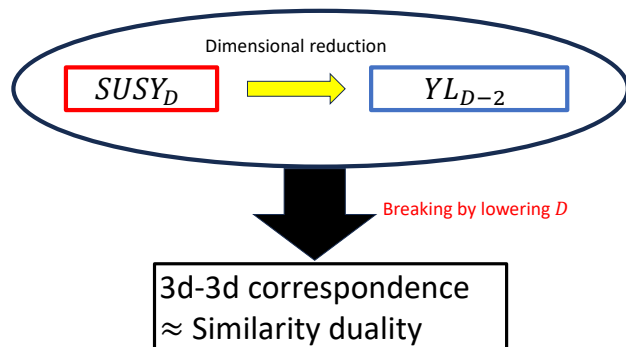 Dimensional reduction
SUSY_D
YL_{D-2}
Breaking by lowering D
3d-3d correspondence
≈ Similarity duality